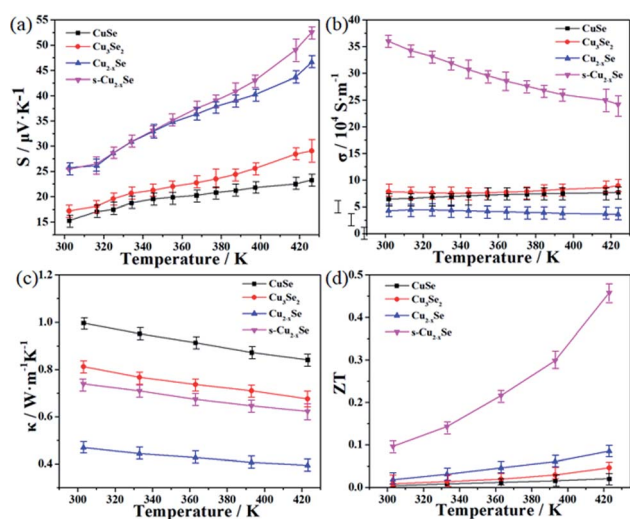 (a)
S / μV·K⁻¹
55
50
45
40
35
30
25
20
15
CuSe
Cu₃Se₂
Cu₂₋ₓSe
s-Cu₂₋ₓSe
300 320 340 360 380 400 420
Temperature / K
(b)
σ / 10⁴ S·m⁻¹
40
35
30
25
20
15
10
5
0
CuSe
Cu₃Se₂
Cu₂₋ₓSe
s-Cu₂₋ₓSe
300 320 340 360 380 400 420
Temperature / K
(c)
κ / W·m⁻¹K⁻¹
1.2
1.0
0.8
0.6
0.4
CuSe
Cu₃Se₂
Cu₂₋ₓSe
s-Cu₂₋ₓSe
300 320 340 360 380 400 420
Temperature / K
(d)
ZT
0.5
0.4
0.3
0.2
0.1
0.0
CuSe
Cu₃Se₂
Cu₂₋ₓSe
s-Cu₂₋ₓSe
300 320 340 360 380 400 420
Temperature / K